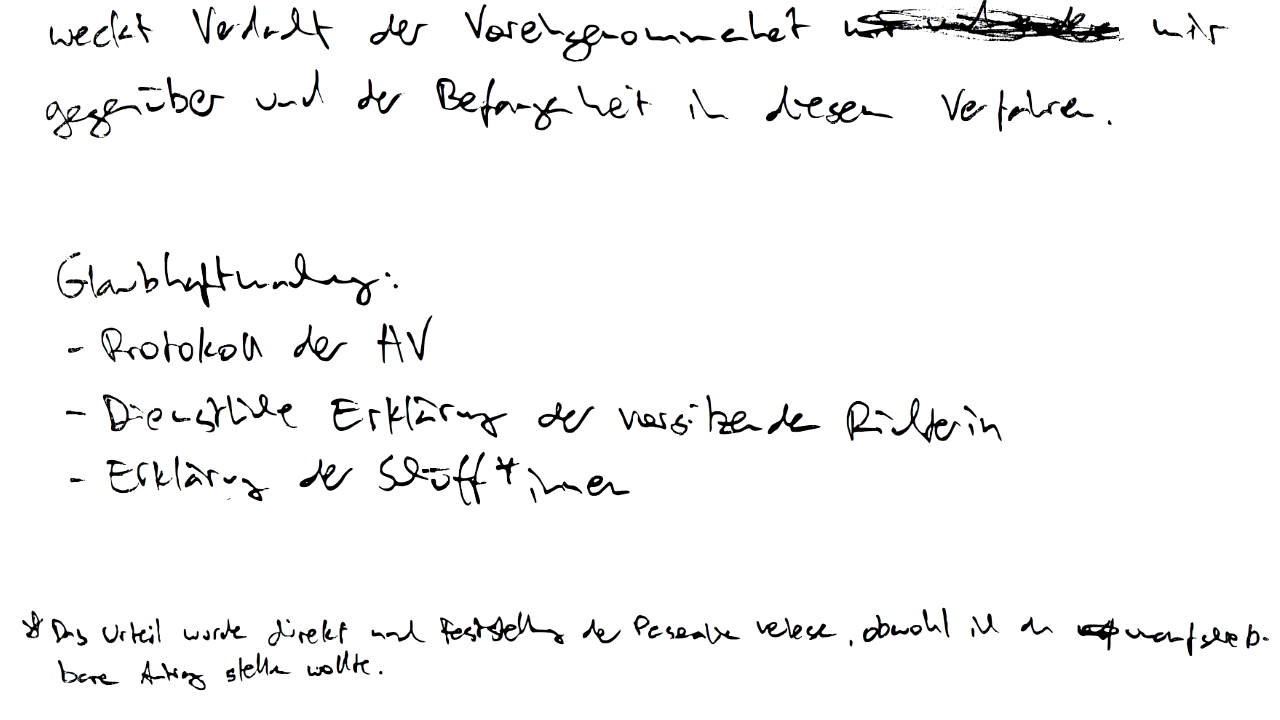 weckt Verdacht der Voreingenommenheit mir
gegenüber und der Befangenheit in diesem Verfahren.
Glaubhaftmachung:
- Protokoll der HV
- Dienstliche Erklärung der vorsitzenden Richterin
- Erklärung der Schöff*innen
* Das Urteil wurde direkt nach Feststellung der Personalien verlesen, obwohl ich den unaufschieb-
bare Antrag stellen wollte.